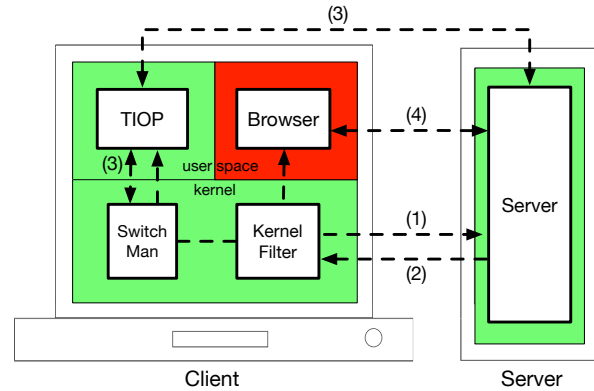 (3)
TIOP
Browser
(4)
(3)
user space
kernel
Server
Switch
Man
Kernel
Filter
(1)
(2)
Client
Server